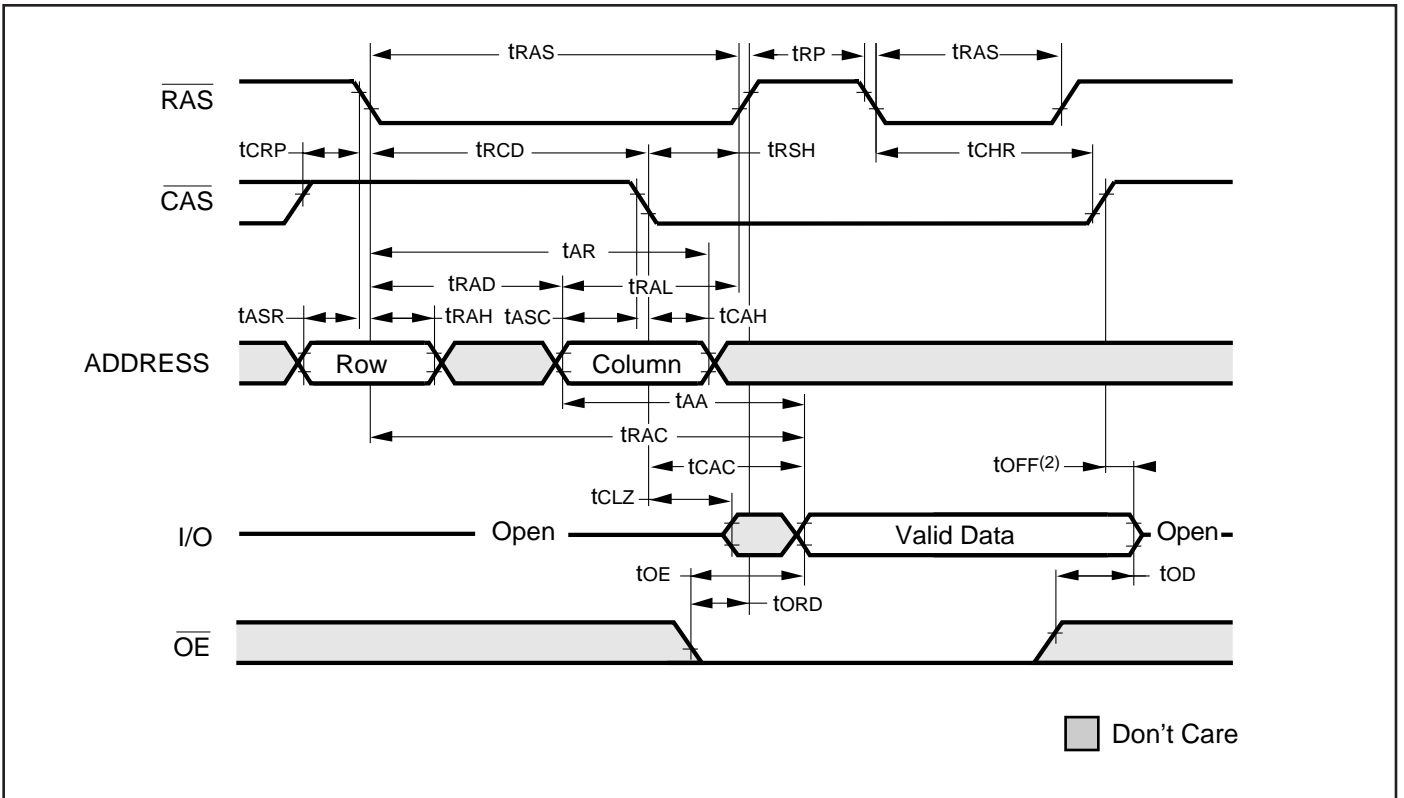 tRAS tRP tRAS
RAS
tCRP tRCD tRSH tCHR
CAS
tAR
tRAD tRAL
tASR tRAH tASC tCAH
ADDRESS Row Column
tAA
tRAC
tCAC tOFF(2)
tCLZ
I/O Open Valid Data Open
tOE tOD
tORD
OE
Don't Care